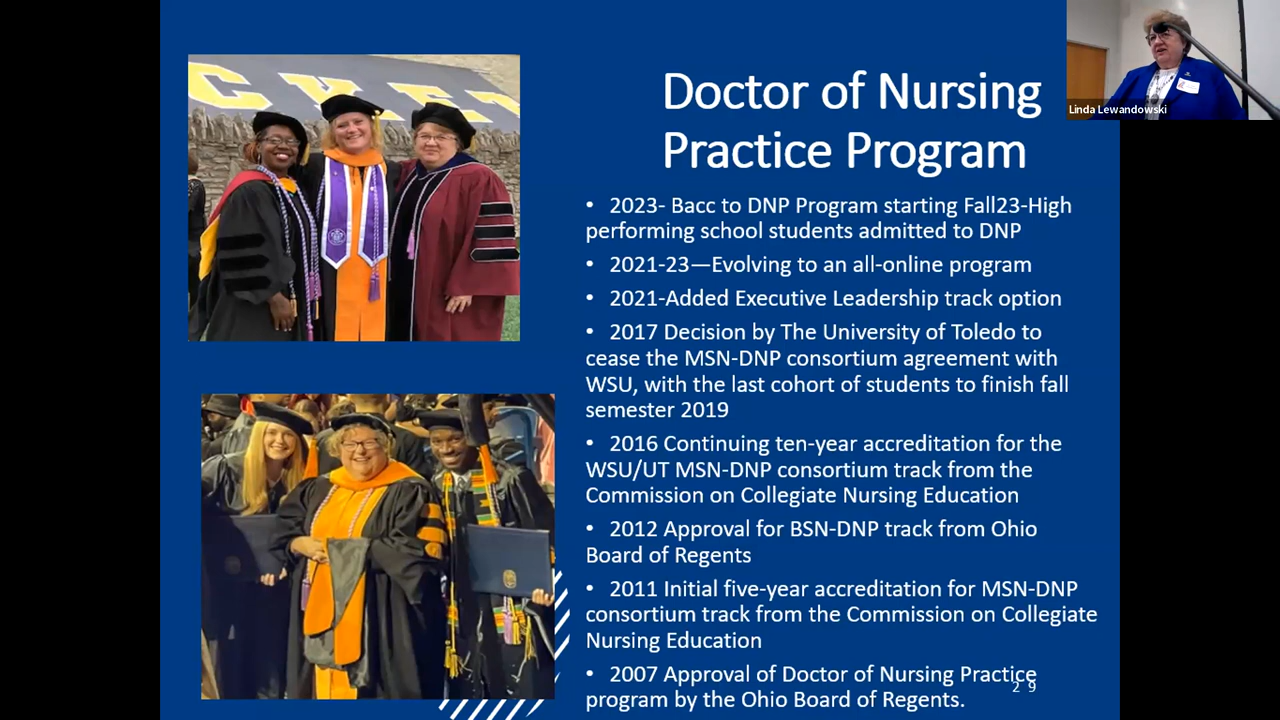 CKET
Doctor of Nursing
Practice Program
Linda Lewandowski
• 2023- Bacc to DNP Program starting Fall23-High
performing school students admitted to DNP
• 2021-23—Evolving to an all-online program
• 2021-Added Executive Leadership track option
• 2017 Decision by The University of Toledo to
cease the MSN-DNP consortium agreement with
WSU, with the last cohort of students to finish fall
semester 2019
• 2016 Continuing ten-year accreditation for the
WSU/UT MSN-DNP consortium track from the
Commission on Collegiate Nursing Education
• 2012 Approval for BSN-DNP track from Ohio
Board of Regents
• 2011 Initial five-year accreditation for MSN-DNP
consortium track from the Commission on Collegiate
Nursing Education
• 2007 Approval of Doctor of Nursing Practice
program by the Ohio Board of Regents.
29